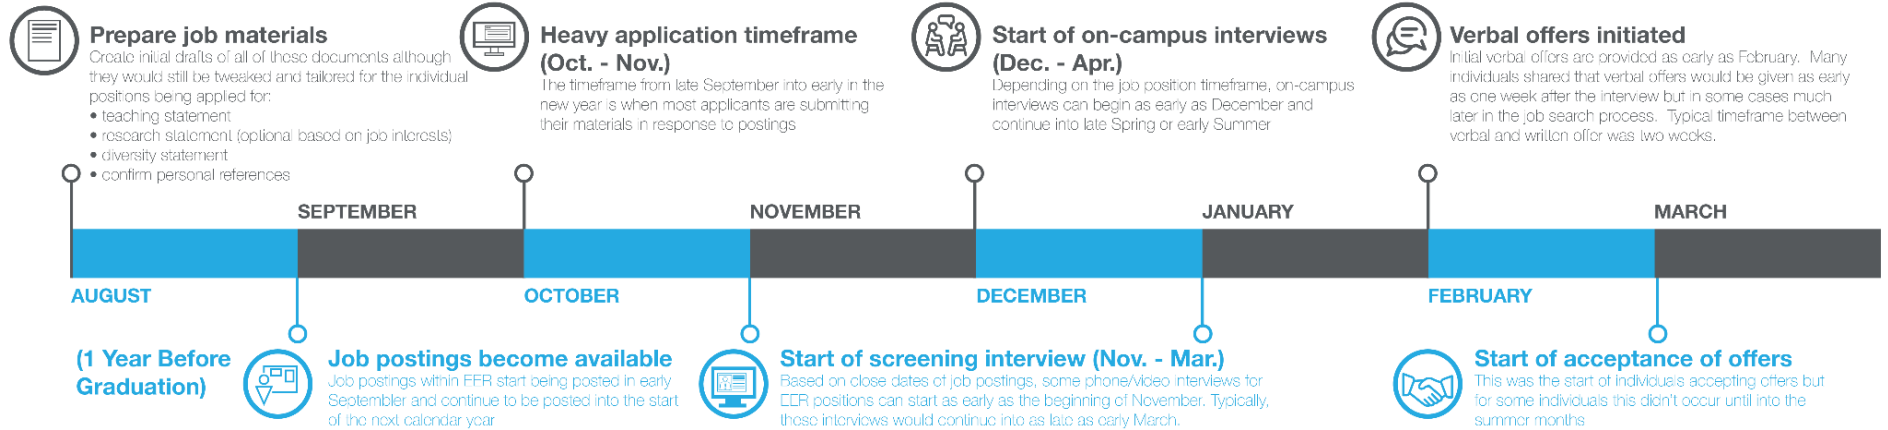 Prepare job materials
Create initial drafts of all of these documents although
they would still be tweaked and tailored for the individual
positions being applied for:
• teaching statement
• research statement (optional based on job interests)
• diversity statement
• confirm personal references
Heavy application timeframe
(Oct. - Nov.)
The timeframe from late September into early in the
new year is when most applicants are submitting
their materials in response to postings
Start of on-campus interviews
(Dec. - Apr.)
Depending on the job position timeframe, on-campus
interviews can begin as early as December and
continue into late Spring or early Summer
Verbal offers initiated
Initial verbal offers are provided as early as February. Many
individuals shared that verbal offers would be given as early
as one week after the interview but in some cases much
later in the job search process. Typical timeframe between
verbal and written offer was two weeks.
SEPTEMBER
NOVEMBER
JANUARY
MARCH
AUGUST
OCTOBER
DECEMBER
FEBRUARY
(1 Year Before
Graduation)
Job postings become available
Job postings within EER start being posted in early
Septembler and continue to be posted into the start
of the next calendar year
Start of screening interview (Nov. - Mar.)
Based on close dates of job postings, some phone/video interviews for
EER positions can start as early as the beginning of November. Typically,
these interviews would continue into as late as early March.
Start of acceptance of offers
This was the start of individuals accepting offers but
for some individuals this didn't occur until into the
summer months